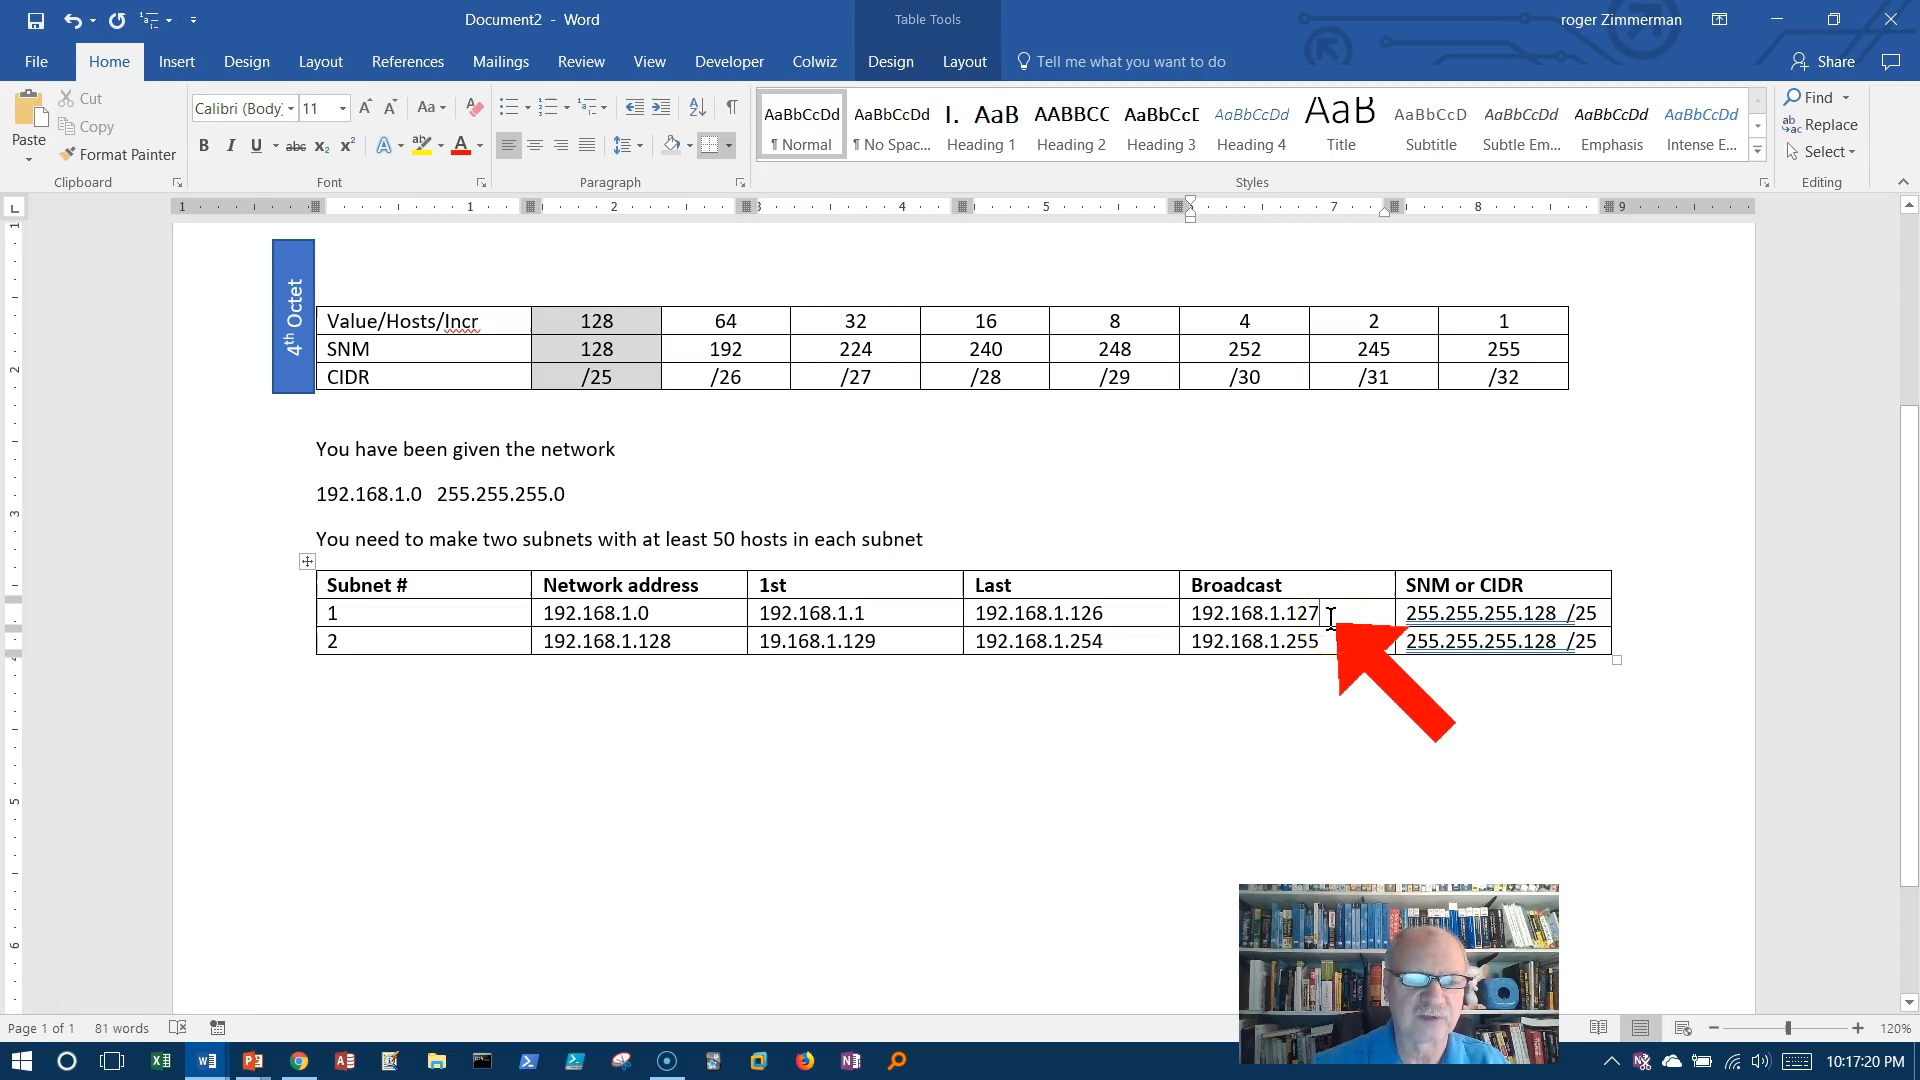 Document2 - Word
Table Tools
roger Zimmerman
File Home Insert Design Layout References Mailings Review View Developer Colwiz Design Layout Tell me what you want to do Share
Paste
Cut
Copy
Format Painter
Clipboard
Calibri (Body) 11
Font
Paragraph
AaBbCcDd AaBbCcDd I. AaB AABBCC AaBbCcD AaBbCcDd AaB AaBbCcD AaBbCcDd AaBbCcDd AaBbCcDd
¶ Normal ¶ No Spac... Heading 1 Heading 2 Heading 3 Heading 4 Title Subtitle Subtle Em... Emphasis Intense E...
Styles
Find
Replace
Select
Editing
1 1 2 3 4 5 7 8 9
4th Octet
Value/Hosts/Incr 128 64 32 16 8 4 2 1
SNM 128 192 224 240 248 252 245 255
CIDR /25 /26 /27 /28 /29 /30 /31 /32
You have been given the network
192.168.1.0 255.255.255.0
You need to make two subnets with at least 50 hosts in each subnet
Subnet # Network address 1st Last Broadcast SNM or CIDR
1 192.168.1.0 192.168.1.1 192.168.1.126 192.168.1.127 255.255.255.128 /25
2 192.168.1.128 19.168.1.129 192.168.1.254 192.168.1.255 255.255.255.128 /25
Page 1 of 1 81 words
120%
10:17:20 PM